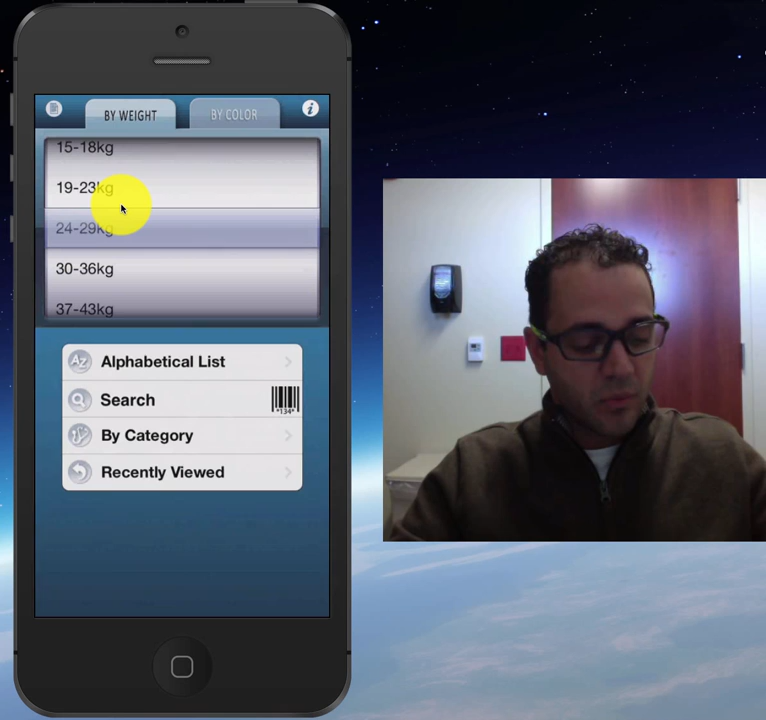 BY WEIGHT
BY COLOR
i
15-18kg
19-23kg
24-29kg
30-36kg
37-43kg
AZ Alphabetical List
Search
*134*
By Category
Recently Viewed